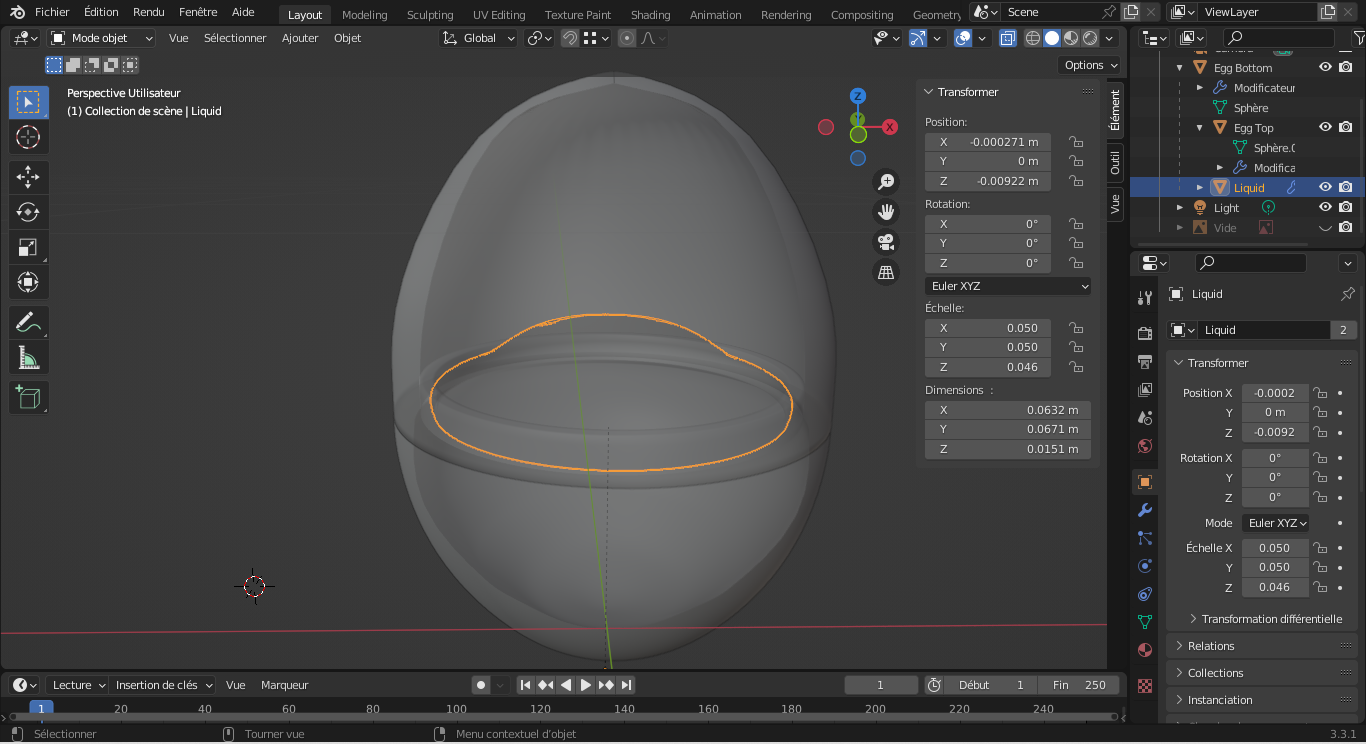 Fichier Édition Rendu Fenêtre Aide Layout Modeling Sculpting UV Editing Texture Paint Shading Animation Rendering Compositing Geometry Scene ViewLayer
Mode objet Vue Sélectionner Ajouter Objet Global
Options
Perspective Utilisateur
(1) Collection de scène | Liquid
Z
Y
X
Transformer
Position:
X -0.000271 m
Y 0 m
Z -0.00922 m
Rotation:
X 0°
Y 0°
Z 0°
Euler XYZ
Échelle:
X 0.050
Y 0.050
Z 0.046
Dimensions :
X 0.0632 m
Y 0.0671 m
Z 0.0151 m
Élément
Outil
Vue
Egg Bottom
Modificateur
Sphère
Egg Top
Sphère.
Modifica
Liquid
Light
Vide
Liquid
Liquid 2
Transformer
Position X -0.0002
Y 0 m
Z -0.0092
Rotation X 0°
Y 0°
Z 0°
Mode Euler XYZ
Échelle X 0.050
Y 0.050
Z 0.046
Transformation différentielle
Relations
Collections
Instanciation
Lecture Insertion de clés Vue Marqueur 1 Début 1 Fin 250
1 20 40 60 80 100 120 140 160 180 200 220 240
Sélectionner Tourner vue Menu contextuel d'objet 3.3.1